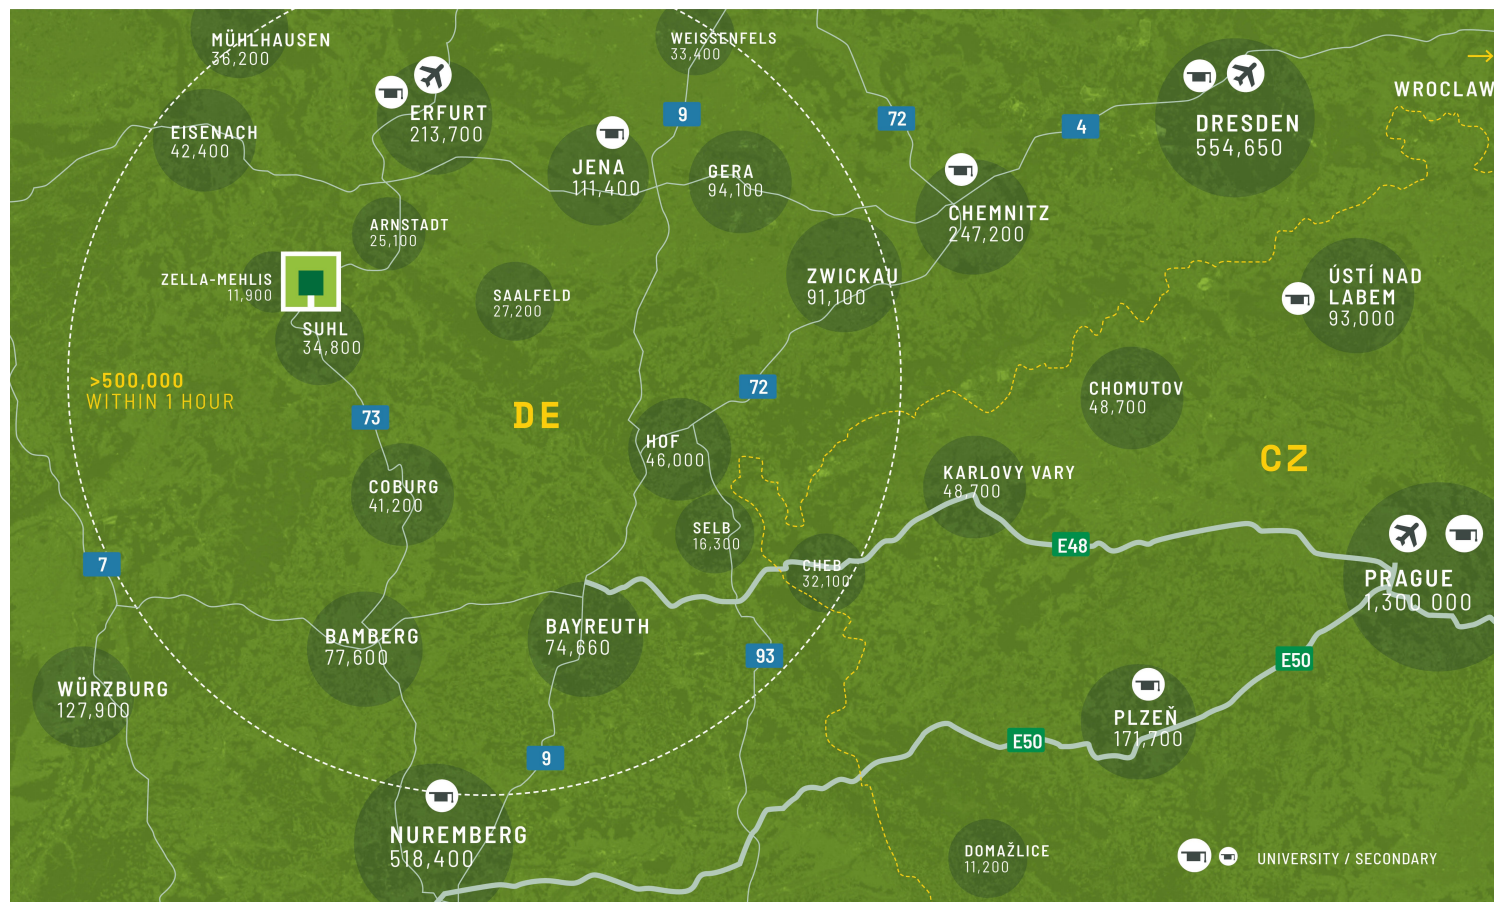 MÜHLHAUSEN
36,200
WEISSENFELS
33,400
WROCLAW
ERFURT
213,700
9
72
4
DRESDEN
554,650
EISENACH
42,400
JENA
111,400
GERA
94,100
CHEMNITZ
247,200
ARNSTADT
25,100
ZELLA-MEHLIS
11,900
SAALFELD
27,200
ZWICKAU
91,100
ÚSTÍ NAD
LABEM
93,000
SUHL
34,800
>500,000
WITHIN 1 HOUR
73
DE
72
CHOMUTOV
48,700
HOF
46,000
CZ
KARLOVY VARY
48,700
COBURG
41,200
SELB
16,300
E48
CHEB
32,100
7
PRAGUE
1,300 000
BAMBERG
77,600
BAYREUTH
74,660
93
E50
WÜRZBURG
127,900
PLZEŇ
171,700
E50
9
NUREMBERG
518,400
DOMAŽLICE
11,200
UNIVERSITY / SECONDARY